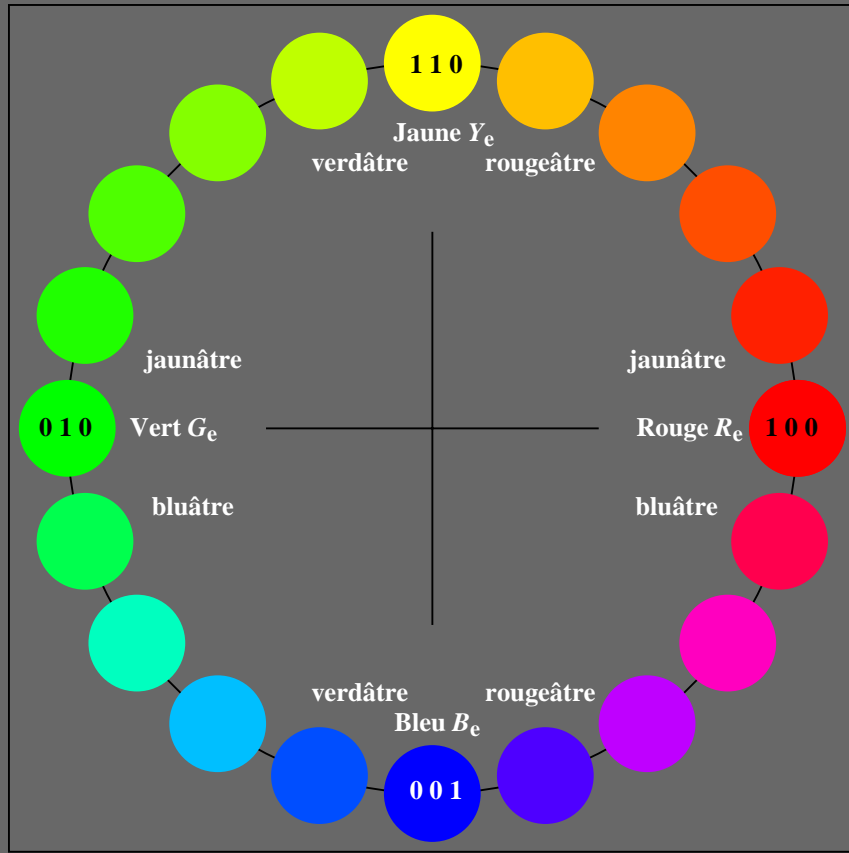 1 1 0
Jaune Ye
verdâtre rougeâtre
jaunâtre jaunâtre
0 1 0 Vert Ge Rouge Re 1 0 0
bluâtre bluâtre
verdâtre rougeâtre
Bleu Be
0 0 1